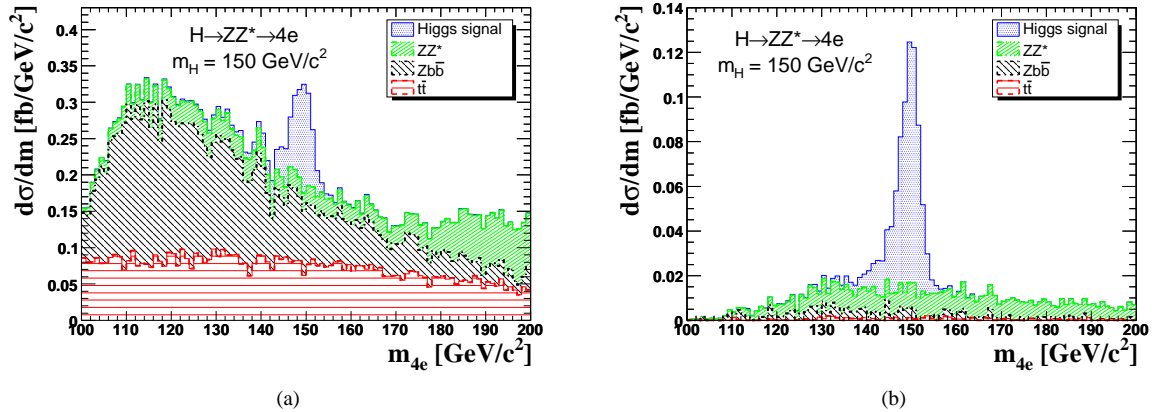 dσ/dm [fb/GeV/c²]
0.4
0.35
0.3
0.25
0.2
0.15
0.1
0.05
0
H→ZZ*→4e
m_H = 150 GeV/c²
Higgs signal
ZZ*
Zbb̄
tt̄
100 110 120 130 140 150 160 170 180 190 200
m_4e [GeV/c²]
(a)
dσ/dm [fb/GeV/c²]
0.14
0.12
0.1
0.08
0.06
0.04
0.02
0
H→ZZ*→4e
m_H = 150 GeV/c²
Higgs signal
ZZ*
Zbb̄
tt̄
100 110 120 130 140 150 160 170 180 190 200
m_4e [GeV/c²]
(b)